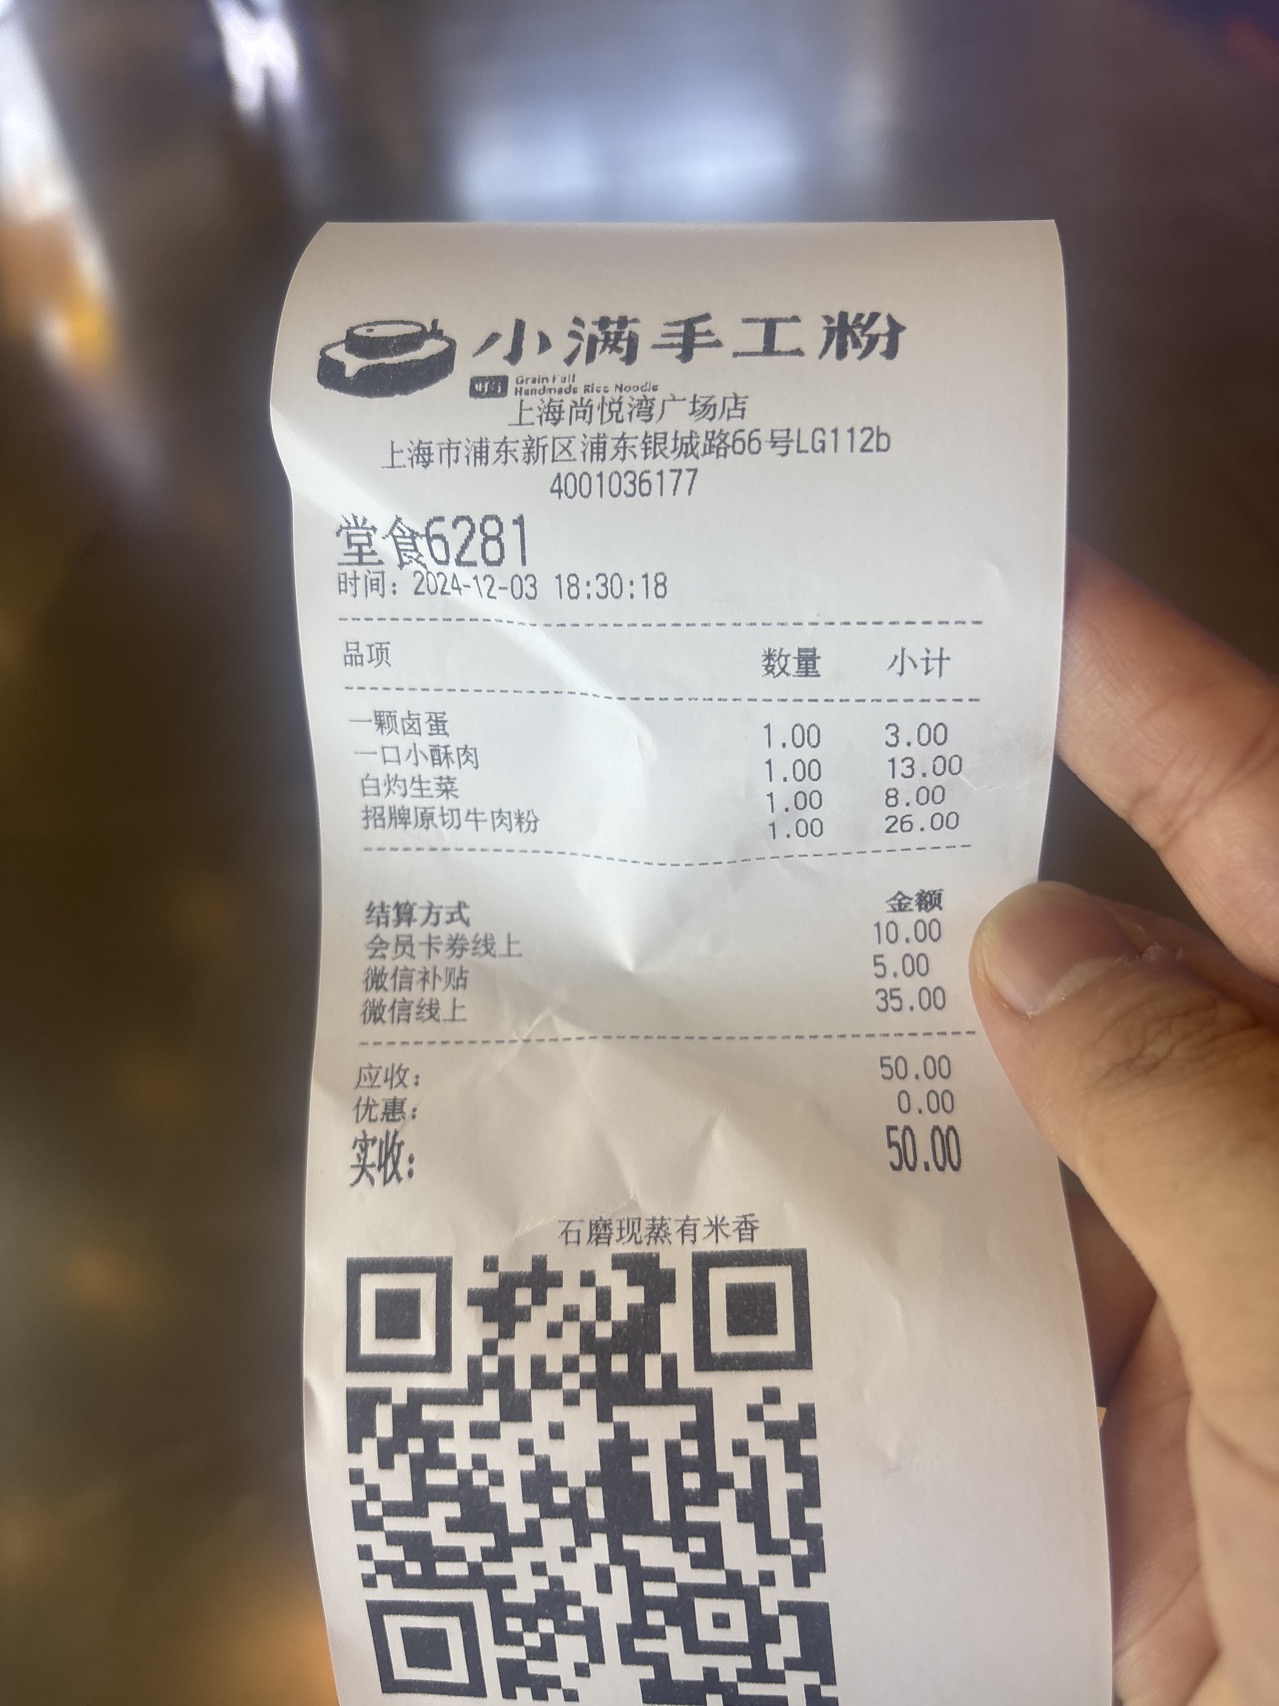 小满手工粉
Grain Full
Handmade Rice Noodle
上海尚悦湾广场店
上海市浦东新区浦东银城路66号LG112b
4001036177
堂食6281
时间：2024-12-03 18:30:18
品项 数量 小计
一颗卤蛋 1.00 3.00
一口小酥肉 1.00 13.00
白灼生菜 1.00 8.00
招牌原切牛肉粉 1.00 26.00
结算方式 金额
会员卡券线上 10.00
微信补贴 5.00
微信线上 35.00
应收： 50.00
优惠： 0.00
实收： 50.00
石磨现蒸有米香